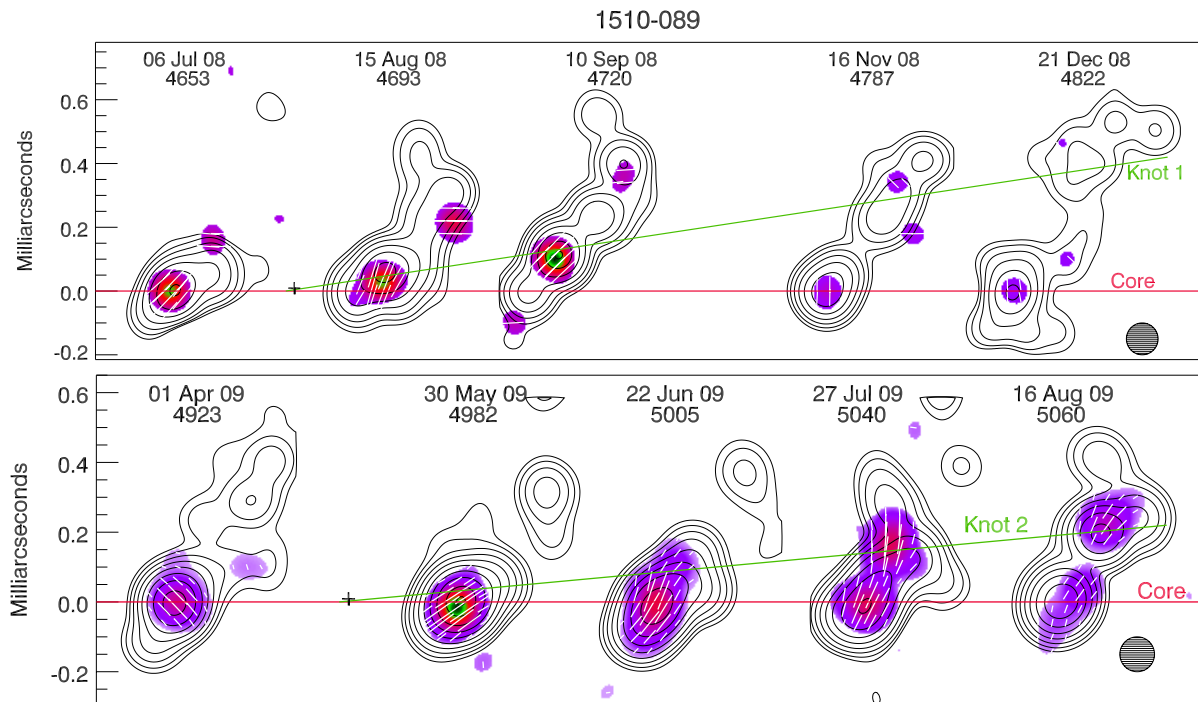 1510-089
06 Jul 08 15 Aug 08 10 Sep 08 16 Nov 08 21 Dec 08
4653 4693 4720 4787 4822
0.6
0.4
Knot 1
0.2
Core
0.0
-0.2
Milliarcseconds
01 Apr 09 30 May 09 22 Jun 09 27 Jul 09 16 Aug 09
4923 4982 5005 5040 5060
0.6
0.4
Knot 2
0.2
Core
0.0
-0.2
Milliarcseconds